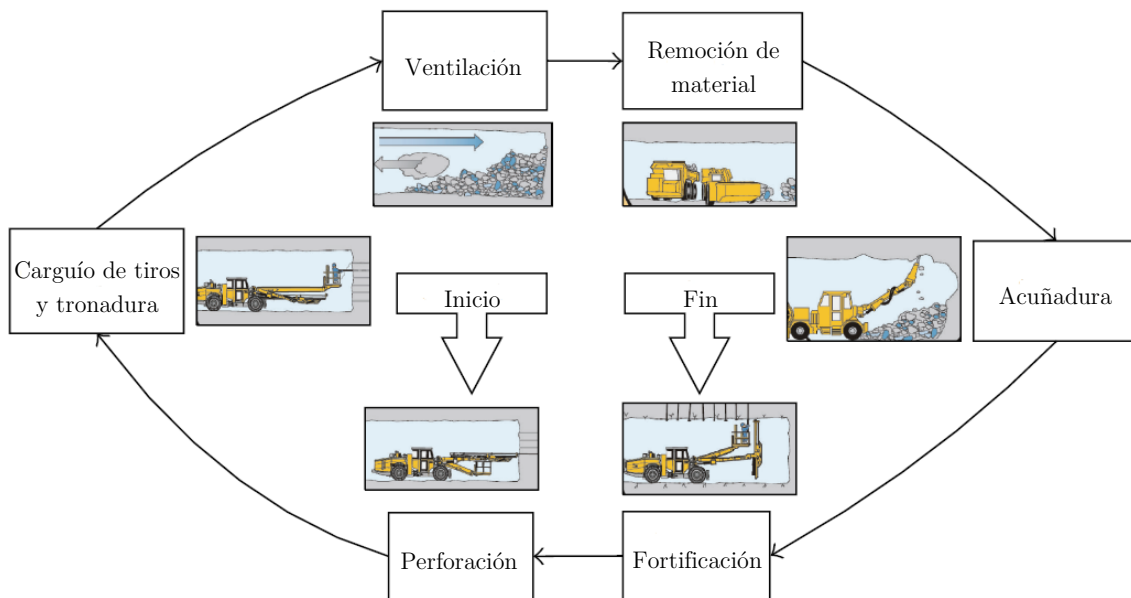 Ventilación
Remoción de
material
Carguío de tiros
y tronadura
Inicio
Fin
Acuñadura
Perforación
Fortificación